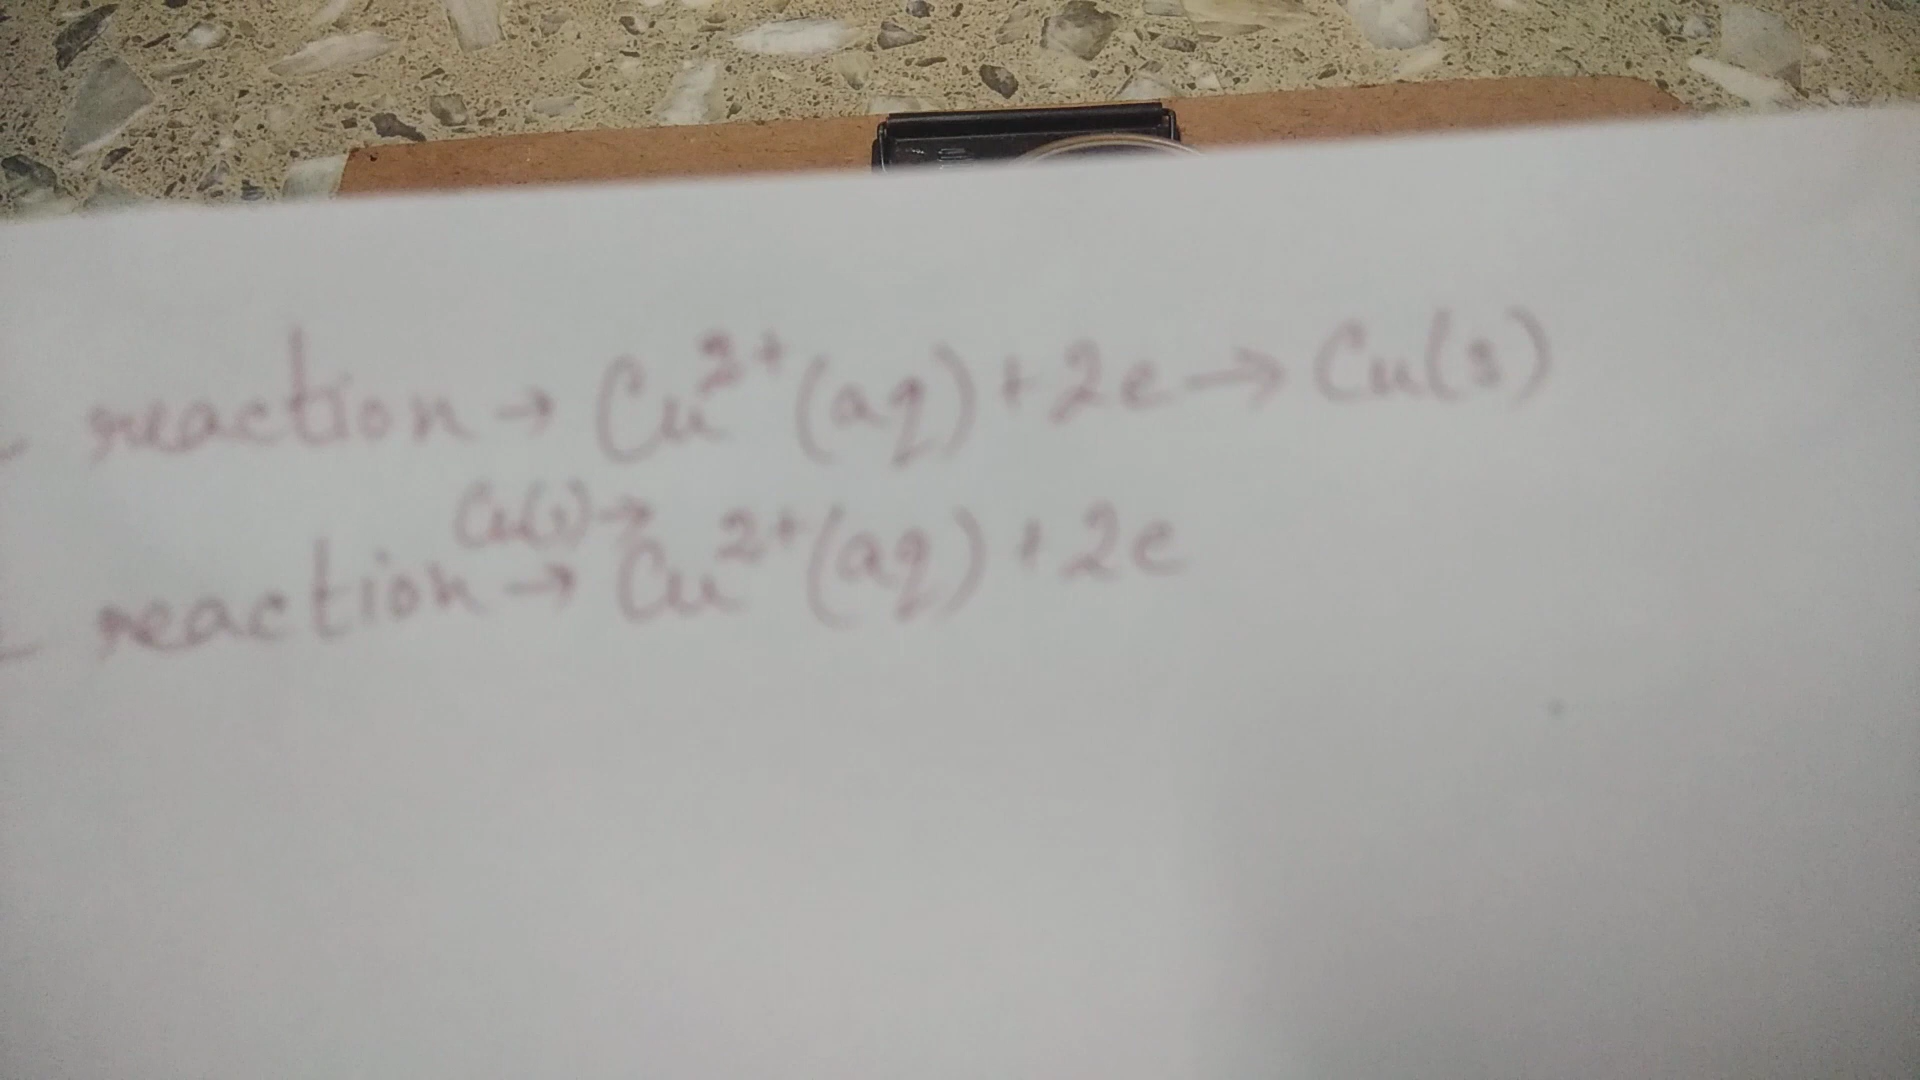 reaction → Cu²⁺(aq) + 2e → Cu(s)
Cu(s) →
reaction → Cu²⁺(aq) + 2e